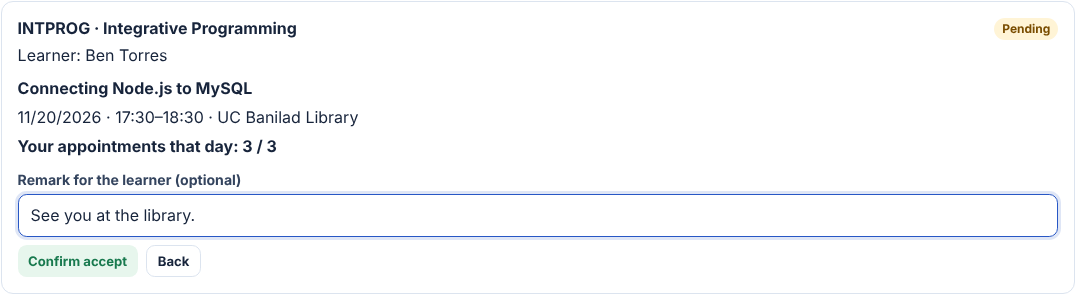 INTPROG · Integrative Programming
Pending
Learner: Ben Torres
Connecting Node.js to MySQL
11/20/2026 · 17:30–18:30 · UC Banilad Library
Your appointments that day: 3 / 3
Remark for the learner (optional)
See you at the library.
Confirm accept
Back